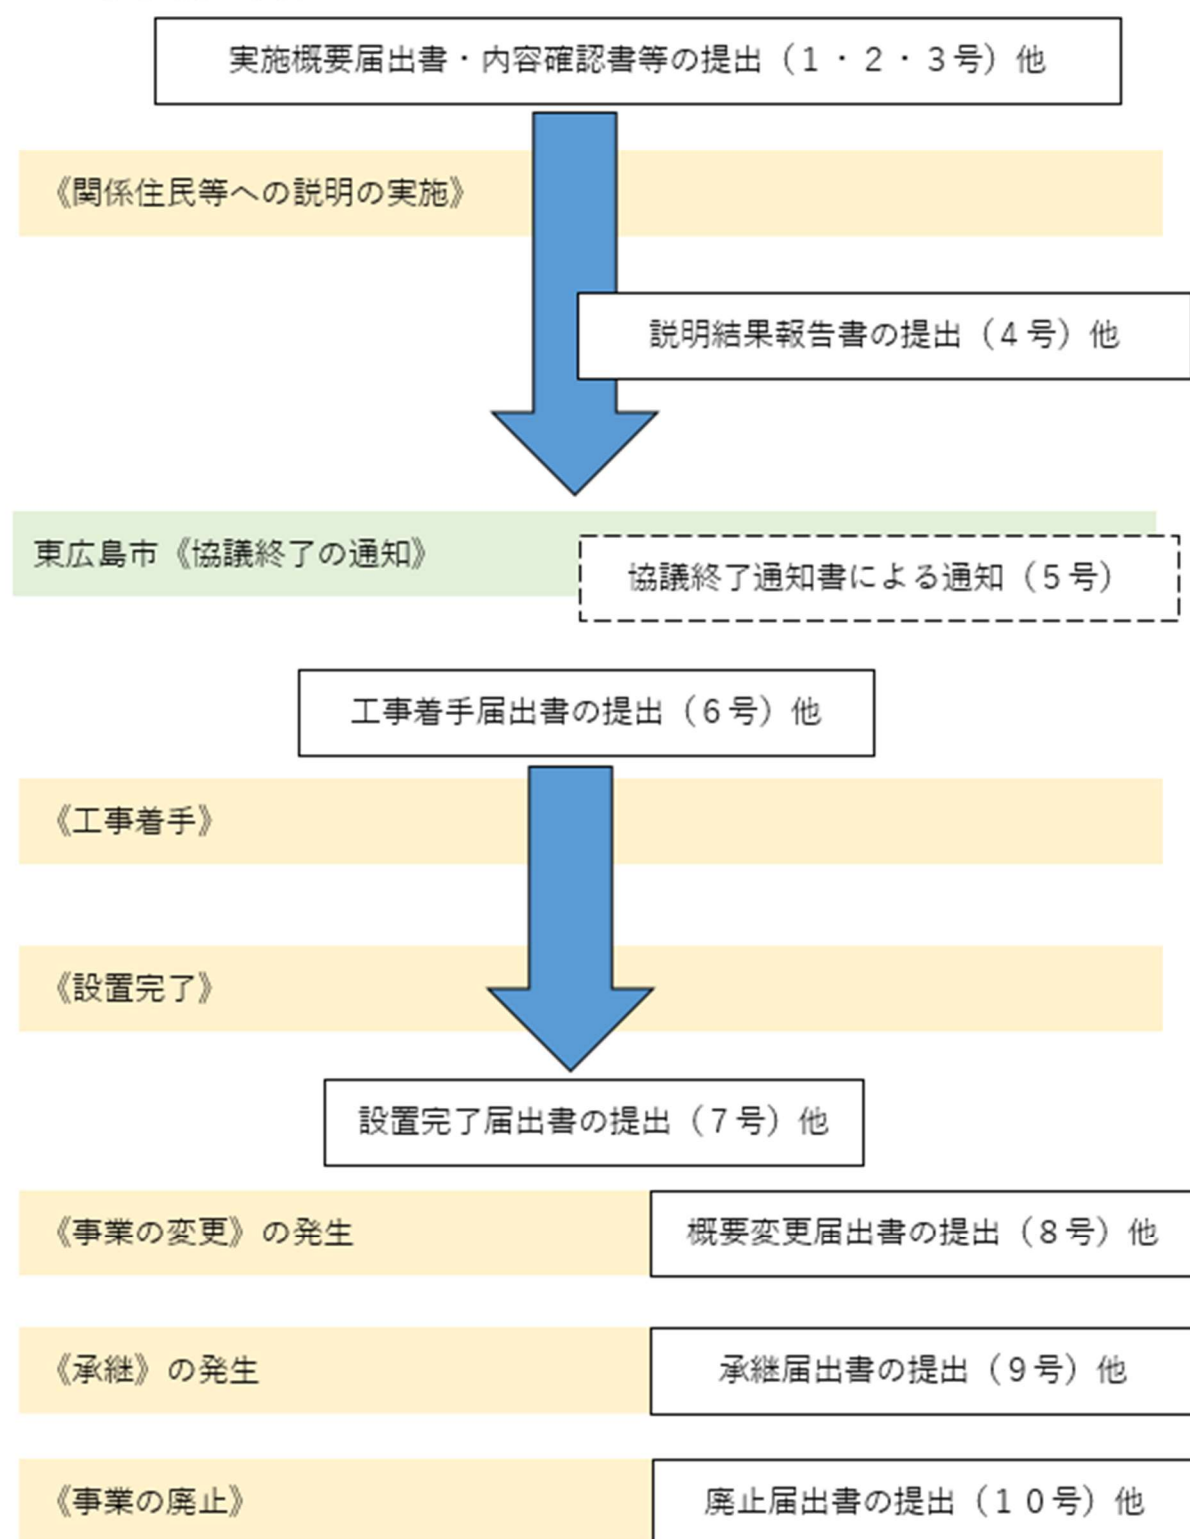 実施概要届出書・内容確認書等の提出（１・２・３号）他
《関係住民等への説明の実施》
説明結果報告書の提出（４号）他
東広島市《協議終了の通知》
協議終了通知書による通知（５号）
工事着手届出書の提出（６号）他
《工事着手》
《設置完了》
設置完了届出書の提出（７号）他
《事業の変更》の発生
概要変更届出書の提出（８号）他
《承継》の発生
承継届出書の提出（９号）他
《事業の廃止》
廃止届出書の提出（１０号）他